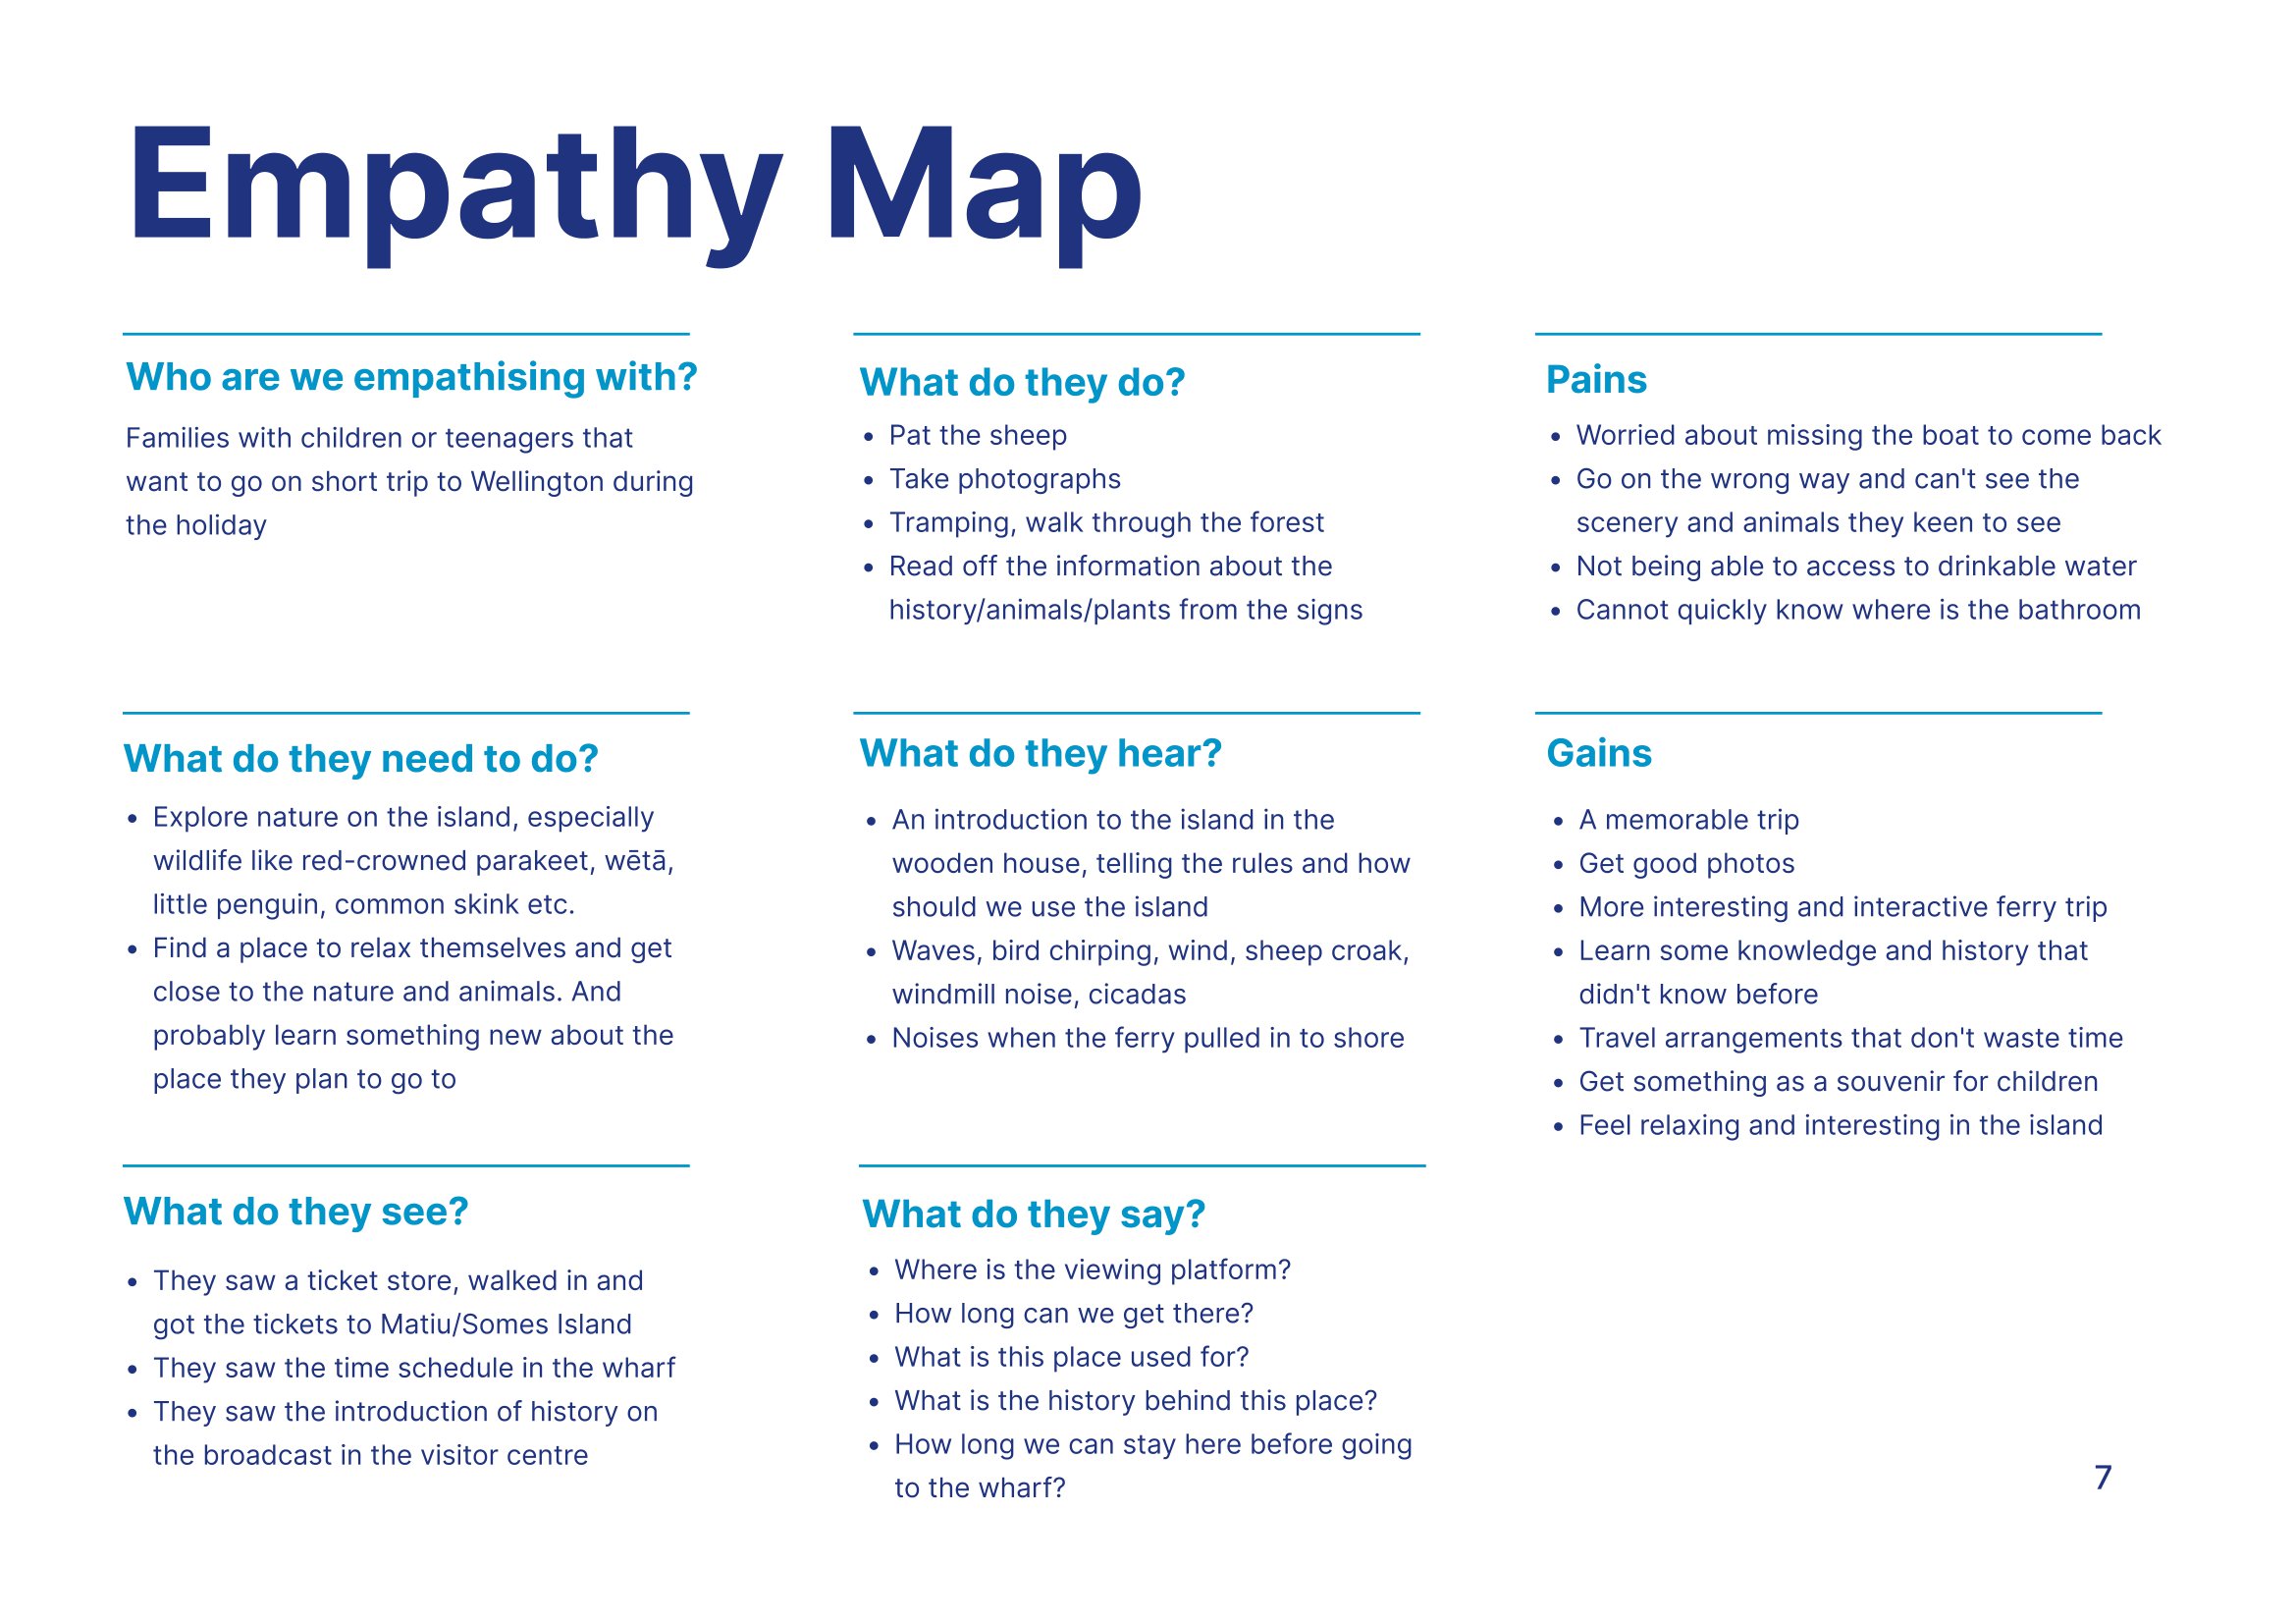 Empathy Map
Who are we empathising with?
Families with children or teenagers that
want to go on short trip to Wellington during
the holiday
What do they need to do?
• Explore nature on the island, especially
wildlife like red-crowned parakeet, wētā,
little penguin, common skink etc.
• Find a place to relax themselves and get
close to the nature and animals. And
probably learn something new about the
place they plan to go to
What do they see?
• They saw a ticket store, walked in and
got the tickets to Matiu/Somes Island
• They saw the time schedule in the wharf
• They saw the introduction of history on
the broadcast in the visitor centre
What do they do?
• Pat the sheep
• Take photographs
• Tramping, walk through the forest
• Read off the information about the
history/animals/plants from the signs
What do they hear?
• An introduction to the island in the
wooden house, telling the rules and how
should we use the island
• Waves, bird chirping, wind, sheep croak,
windmill noise, cicadas
• Noises when the ferry pulled in to shore
What do they say?
• Where is the viewing platform?
• How long can we get there?
• What is this place used for?
• What is the history behind this place?
• How long we can stay here before going
to the wharf?
Pains
• Worried about missing the boat to come back
• Go on the wrong way and can't see the
scenery and animals they keen to see
• Not being able to access to drinkable water
• Cannot quickly know where is the bathroom
Gains
• A memorable trip
• Get good photos
• More interesting and interactive ferry trip
• Learn some knowledge and history that
didn't know before
• Travel arrangements that don't waste time
• Get something as a souvenir for children
• Feel relaxing and interesting in the island
7